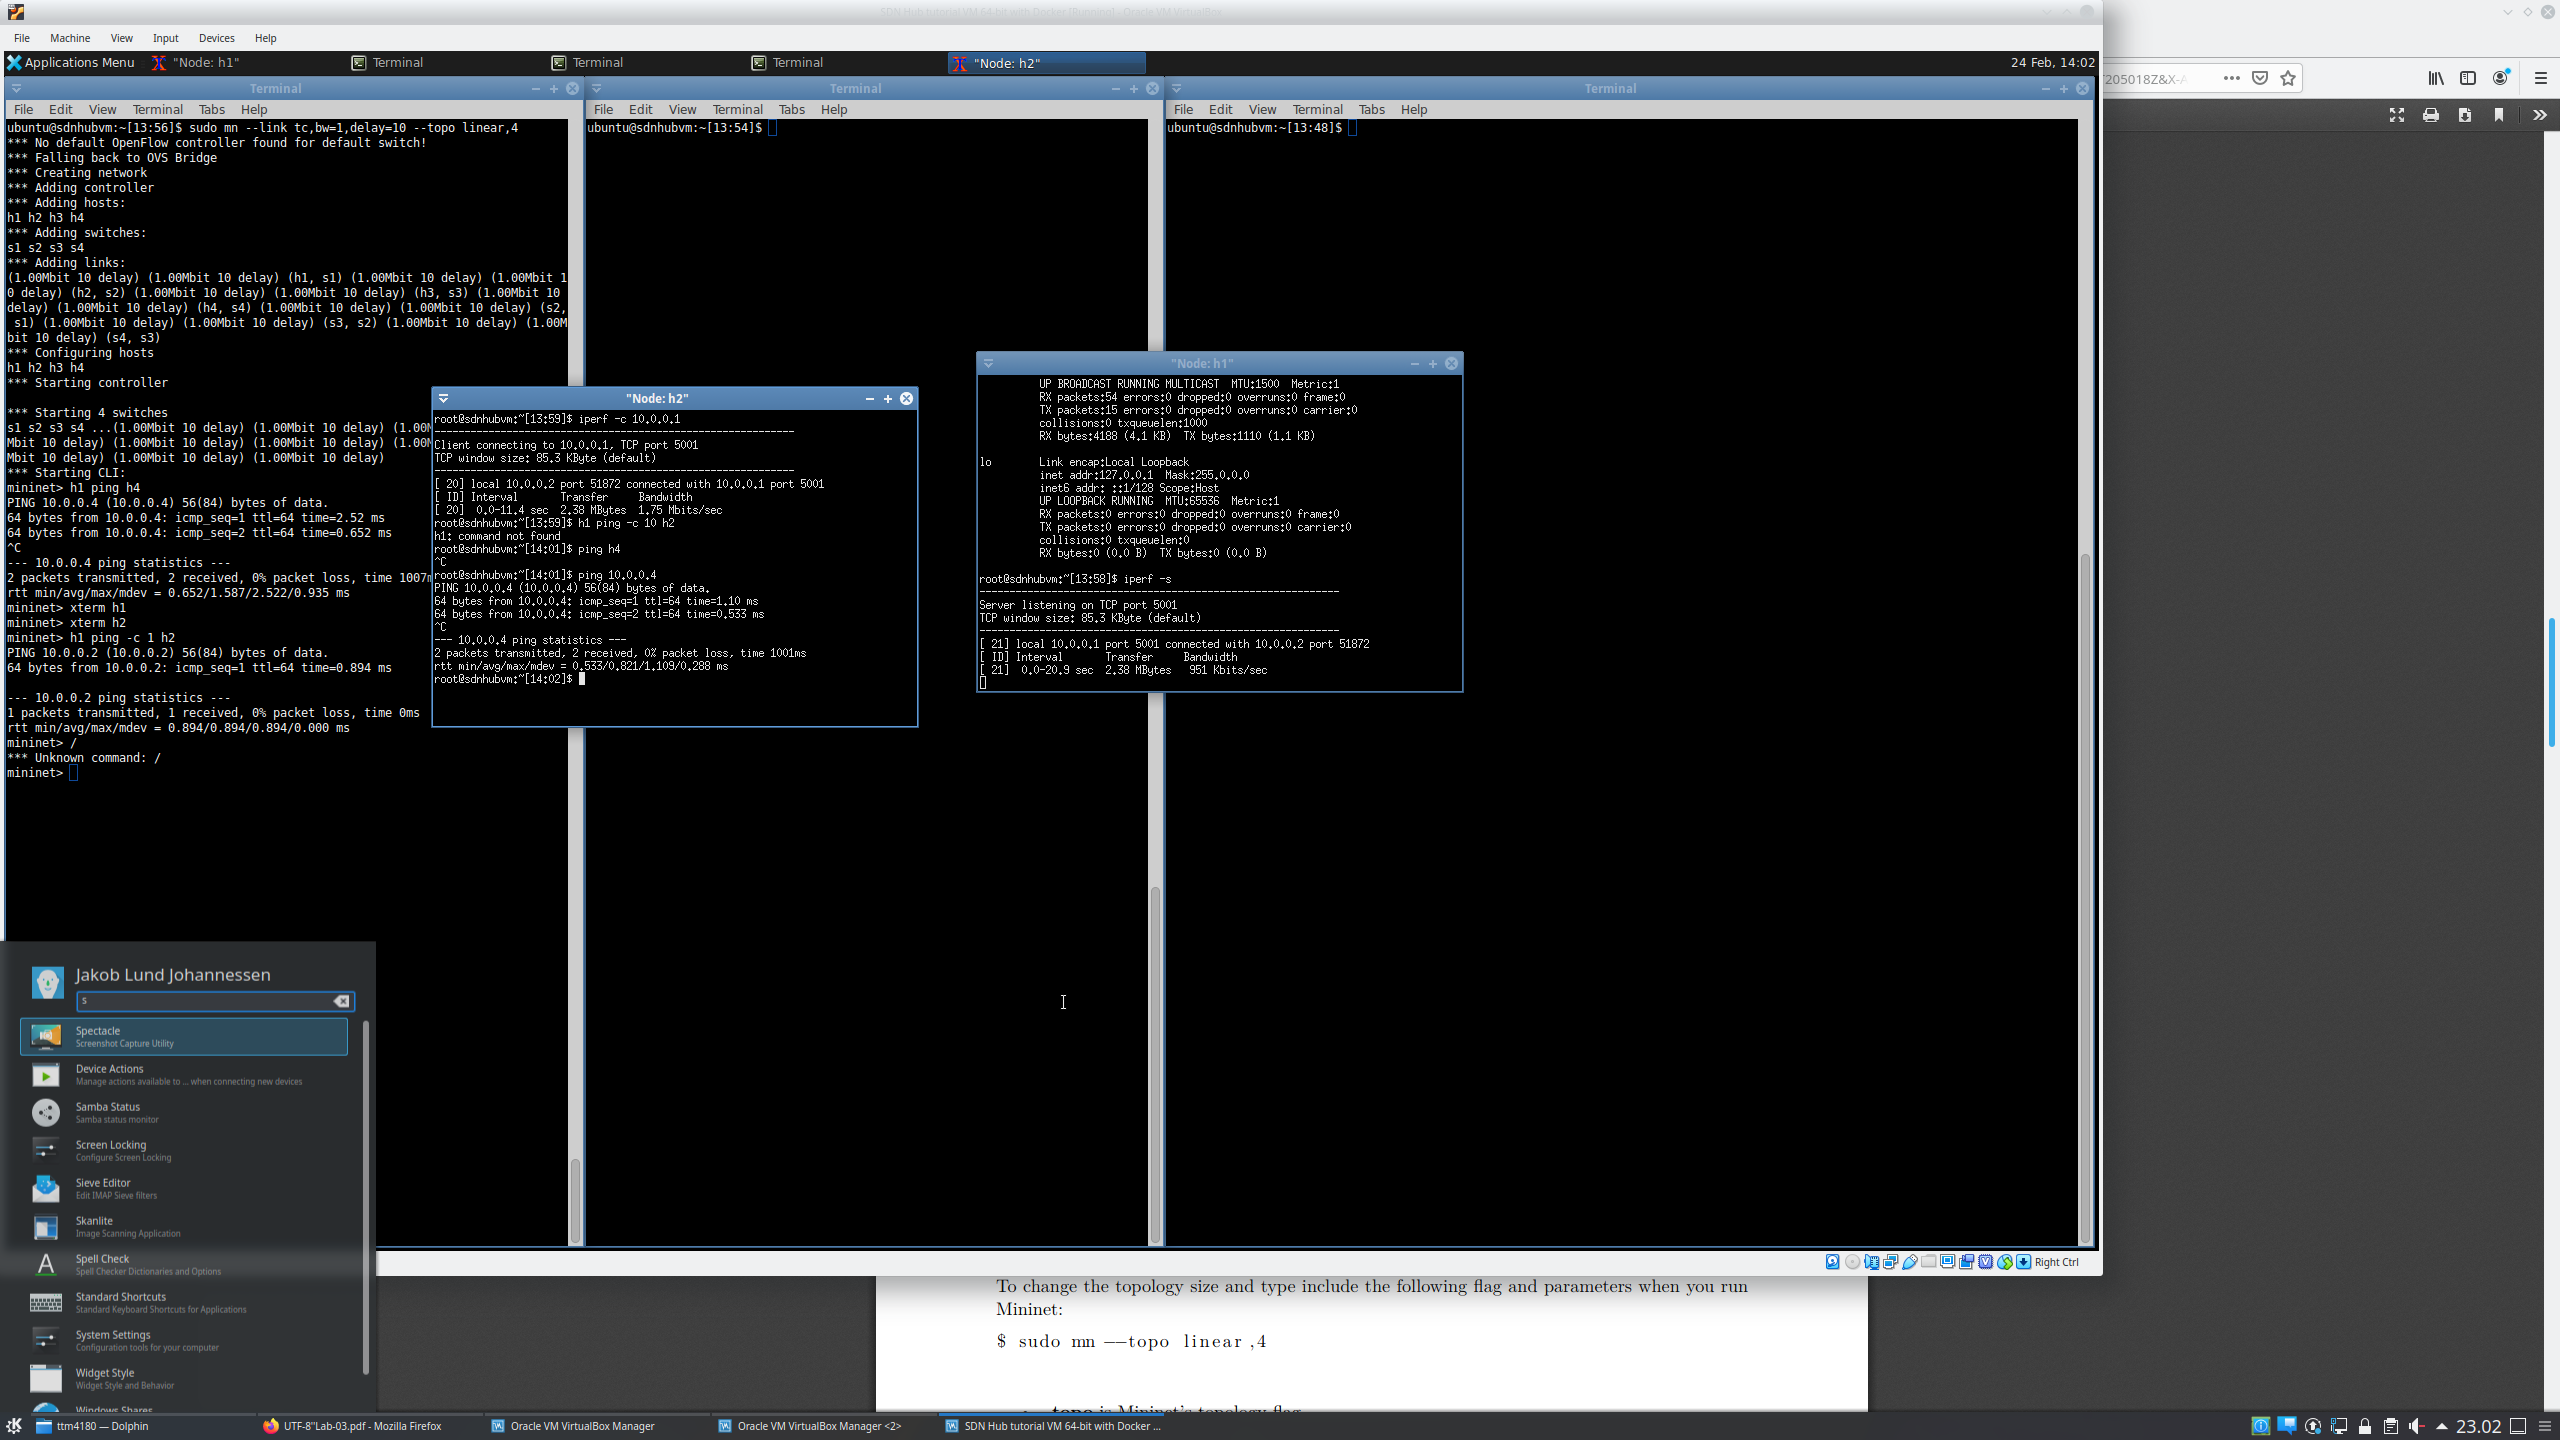 SDN Hub tutorial VM 64-bit with Docker [Running] - Oracle VM VirtualBox
File Machine View Input Devices Help
Applications Menu "Node: h1" Terminal Terminal Terminal "Node: h2" 24 Feb, 14:02
Terminal
File Edit View Terminal Tabs Help
ubuntu@sdnhubvm:~[13:56]$ sudo mn --link tc,bw=1,delay=10 --topo linear,4
*** No default OpenFlow controller found for default switch!
*** Falling back to OVS Bridge
*** Creating network
*** Adding controller
*** Adding hosts:
h1 h2 h3 h4
*** Adding switches:
s1 s2 s3 s4
*** Adding links:
(1.00Mbit 10 delay) (1.00Mbit 10 delay) (h1, s1) (1.00Mbit 10 delay) (1.00Mbit 1
0 delay) (h2, s2) (1.00Mbit 10 delay) (1.00Mbit 10 delay) (h3, s3) (1.00Mbit 10
delay) (1.00Mbit 10 delay) (h4, s4) (1.00Mbit 10 delay) (1.00Mbit 10 delay) (s2,
s1) (1.00Mbit 10 delay) (1.00Mbit 10 delay) (s3, s2) (1.00Mbit 10 delay) (1.00M
bit 10 delay) (s4, s3)
*** Configuring hosts
h1 h2 h3 h4
*** Starting controller
*** Starting 4 switches
s1 s2 s3 s4 ...(1.00Mbit 10 delay) (1.00Mbit 10 delay) (1.00M
Mbit 10 delay) (1.00Mbit 10 delay) (1.00Mbit 10 delay) (1.00M
Mbit 10 delay) (1.00Mbit 10 delay) (1.00Mbit 10 delay)
*** Starting CLI:
mininet> h1 ping h4
PING 10.0.0.4 (10.0.0.4) 56(84) bytes of data.
64 bytes from 10.0.0.4: icmp_seq=1 ttl=64 time=2.52 ms
64 bytes from 10.0.0.4: icmp_seq=2 ttl=64 time=0.652 ms
^C
--- 10.0.0.4 ping statistics ---
2 packets transmitted, 2 received, 0% packet loss, time 1007m
rtt min/avg/max/mdev = 0.652/1.587/2.522/0.935 ms
mininet> xterm h1
mininet> xterm h2
mininet> h1 ping -c 1 h2
PING 10.0.0.2 (10.0.0.2) 56(84) bytes of data.
64 bytes from 10.0.0.2: icmp_seq=1 ttl=64 time=0.894 ms
--- 10.0.0.2 ping statistics ---
1 packets transmitted, 1 received, 0% packet loss, time 0ms
rtt min/avg/max/mdev = 0.894/0.894/0.894/0.000 ms
mininet> /
*** Unknown command: /
mininet>
Terminal
File Edit View Terminal Tabs Help
ubuntu@sdnhubvm:~[13:54]$
Terminal
File Edit View Terminal Tabs Help
ubuntu@sdnhubvm:~[13:48]$
"Node: h2"
root@sdnhubvm:~[13:59]$ iperf -c 10.0.0.1
------------------------------------------------------------
Client connecting to 10.0.0.1, TCP port 5001
TCP window size: 85.3 KByte (default)
------------------------------------------------------------
[ 20] local 10.0.0.2 port 51872 connected with 10.0.0.1 port 5001
[ ID] Interval Transfer Bandwidth
[ 20] 0.0-11.4 sec 2.38 MBytes 1.75 Mbits/sec
root@sdnhubvm:~[13:59]$ h1 ping -c 10 h2
h1: command not found
root@sdnhubvm:~[14:01]$ ping h4
^C
root@sdnhubvm:~[14:01]$ ping 10.0.0.4
PING 10.0.0.4 (10.0.0.4) 56(84) bytes of data.
64 bytes from 10.0.0.4: icmp_seq=1 ttl=64 time=1.10 ms
64 bytes from 10.0.0.4: icmp_seq=2 ttl=64 time=0.533 ms
^C
--- 10.0.0.4 ping statistics ---
2 packets transmitted, 2 received, 0% packet loss, time 1001ms
rtt min/avg/max/mdev = 0.533/0.821/1.109/0.288 ms
root@sdnhubvm:~[14:02]$
"Node: h1"
UP BROADCAST RUNNING MULTICAST MTU:1500 Metric:1
RX packets:54 errors:0 dropped:0 overruns:0 frame:0
TX packets:15 errors:0 dropped:0 overruns:0 carrier:0
collisions:0 txqueuelen:1000
RX bytes:4188 (4.1 KB) TX bytes:1110 (1.1 KB)
lo Link encap:Local Loopback
inet addr:127.0.0.1 Mask:255.0.0.0
inet6 addr: ::1/128 Scope:Host
UP LOOPBACK RUNNING MTU:65536 Metric:1
RX packets:0 errors:0 dropped:0 overruns:0 frame:0
TX packets:0 errors:0 dropped:0 overruns:0 carrier:0
collisions:0 txqueuelen:0
RX bytes:0 (0.0 B) TX bytes:0 (0.0 B)
root@sdnhubvm:~[13:58]$ iperf -s
------------------------------------------------------------
Server listening on TCP port 5001
TCP window size: 85.3 KByte (default)
------------------------------------------------------------
[ 21] local 10.0.0.1 port 5001 connected with 10.0.0.2 port 51872
[ ID] Interval Transfer Bandwidth
[ 21] 0.0-20.9 sec 2.38 MBytes 951 Kbits/sec
205018Z&X-A
Jakob Lund Johannessen
s
Spectacle
Screenshot Capture Utility
Device Actions
Manage actions available to ... when connecting new devices
Samba Status
Samba status monitor
Screen Locking
Configure Screen Locking
Sieve Editor
Edit IMAP Sieve filters
Skanlite
Image Scanning Application
Spell Check
Spell Checker Dictionaries and Options
Standard Shortcuts
Standard Keyboard Shortcuts for Applications
System Settings
Configuration tools for your computer
Widget Style
Widget Style and Behavior
Windows Shares
Right Ctrl
To change the topology size and type include the following flag and parameters when you run
Mininet:
$ sudo mn --topo linear ,4
topo is Mininet's topology flag
ttm4180 — Dolphin UTF-8''Lab-03.pdf - Mozilla Firefox Oracle VM VirtualBox Manager Oracle VM VirtualBox Manager <2> SDN Hub tutorial VM 64-bit with Docker ... 23.02